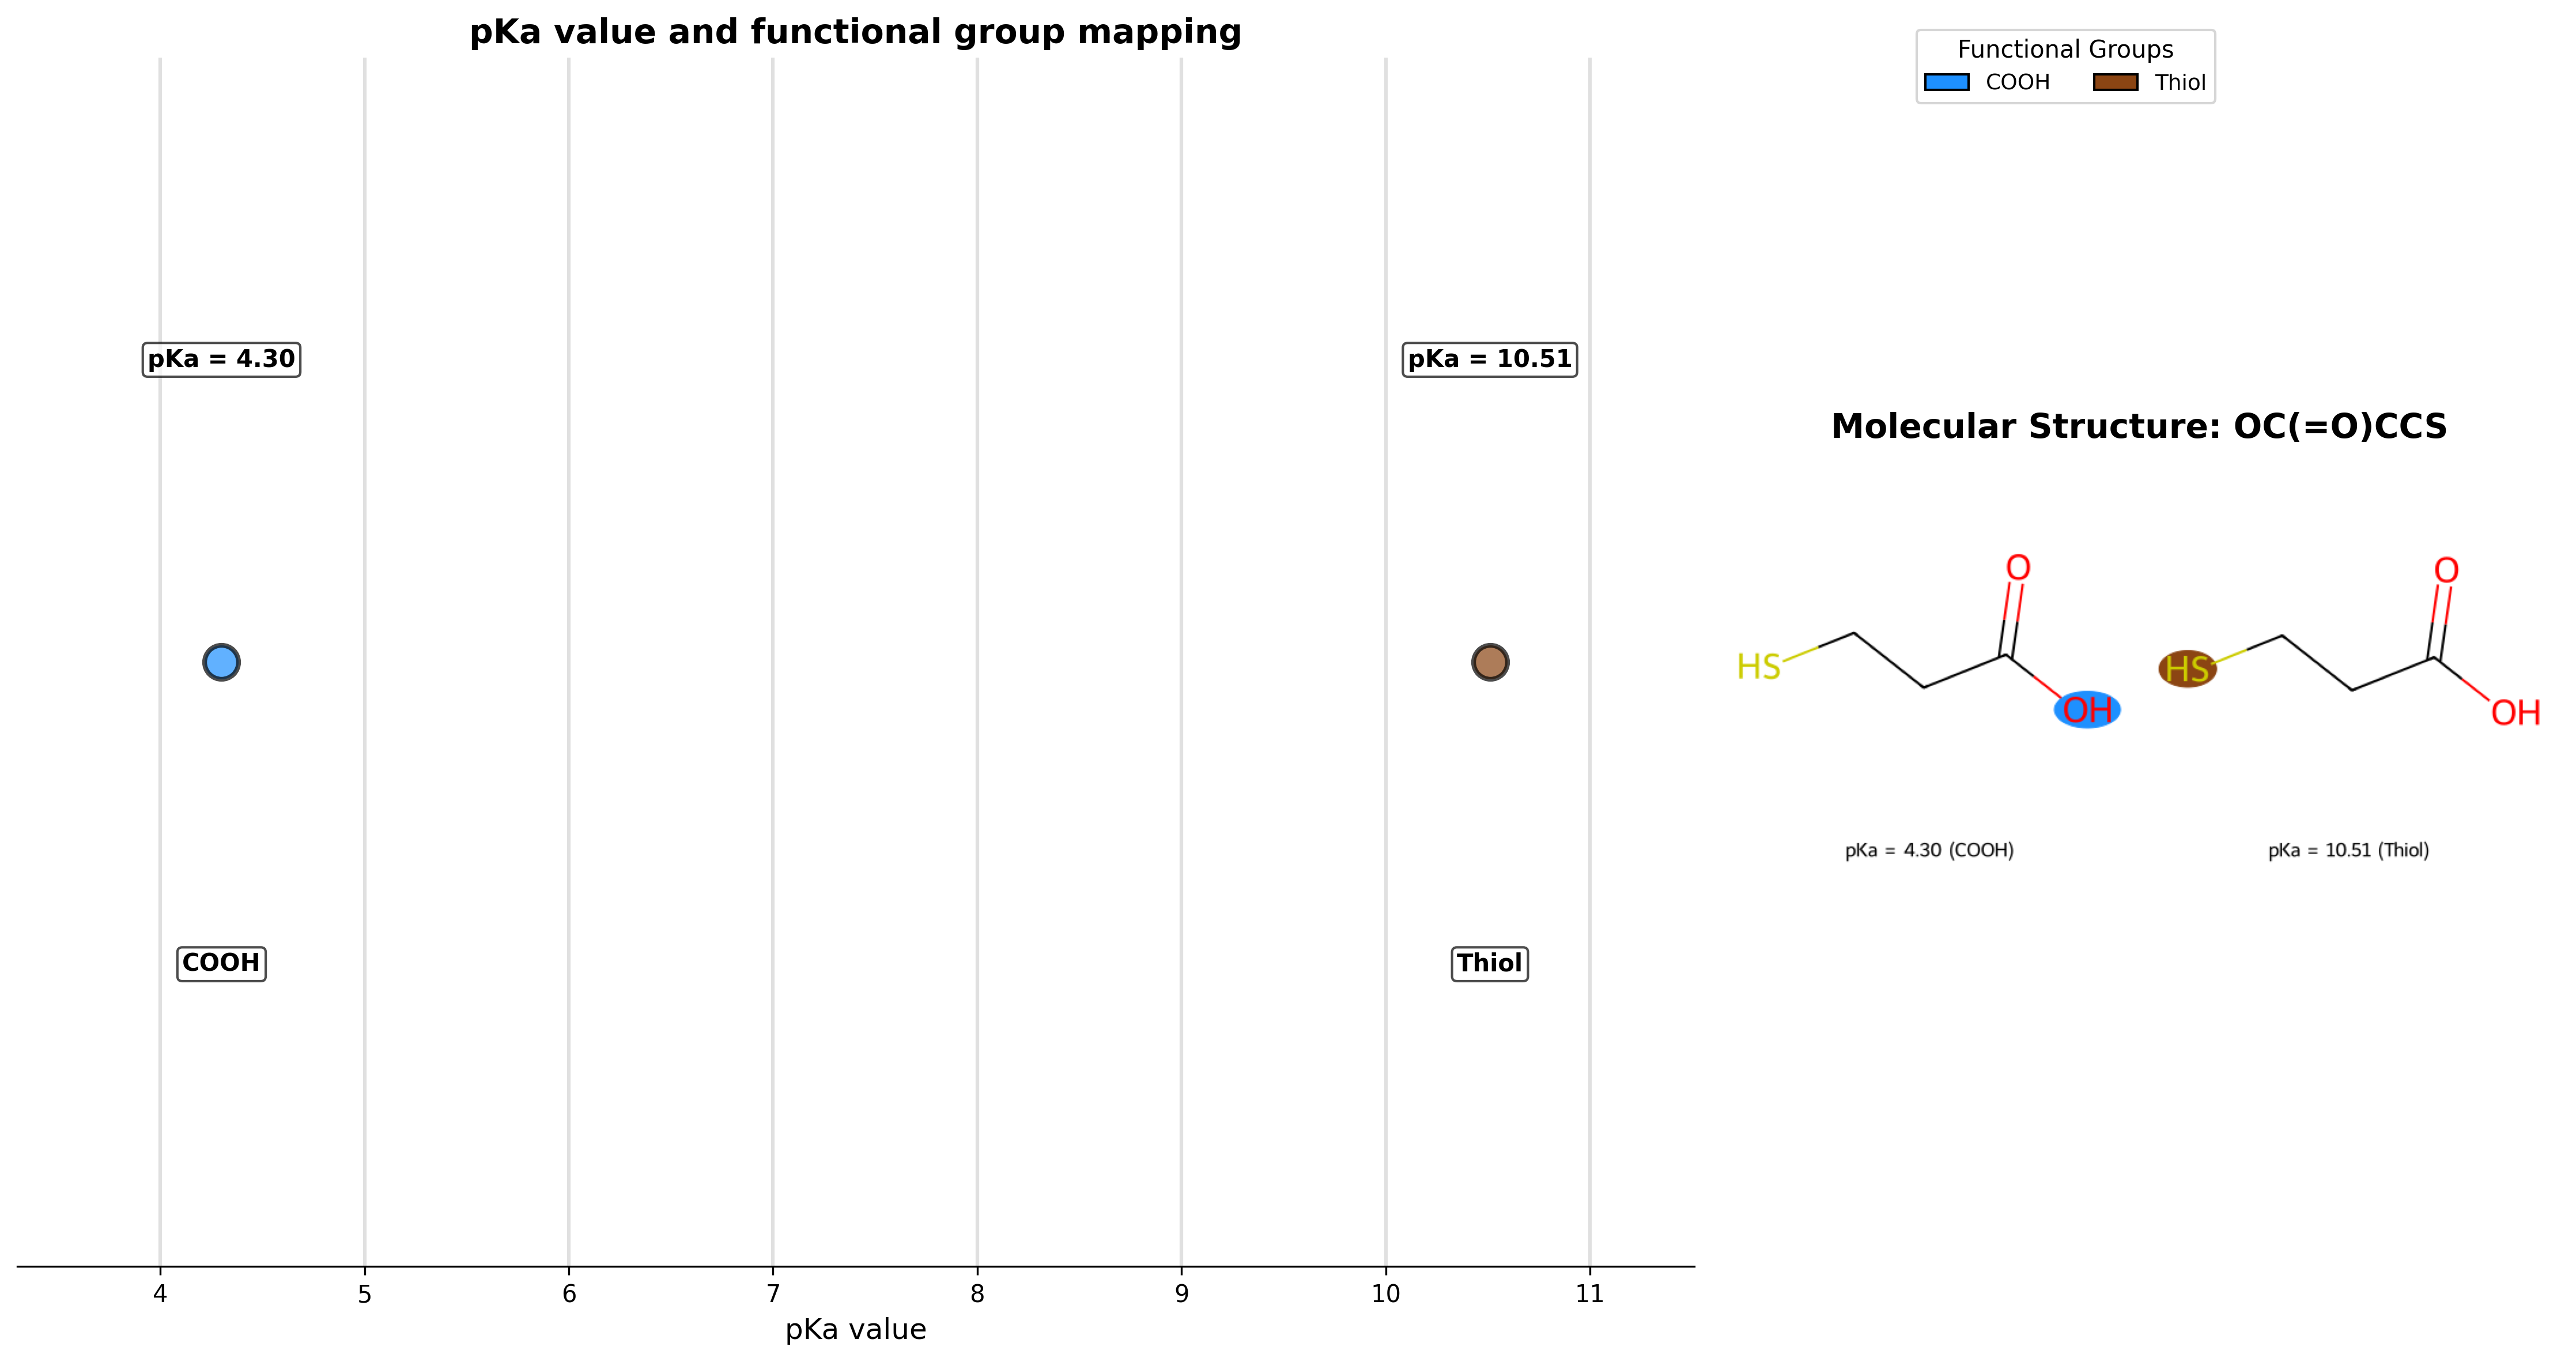 pKa value and functional group mapping
pKa = 4.30
pKa = 10.51
COOH
Thiol
4 5 6 7 8 9 10 11
pKa value
Functional Groups
COOH Thiol
Molecular Structure: OC(=O)CCS
O
HS
OH
O
HS
OH
pKa = 4.30 (COOH)
pKa = 10.51 (Thiol)